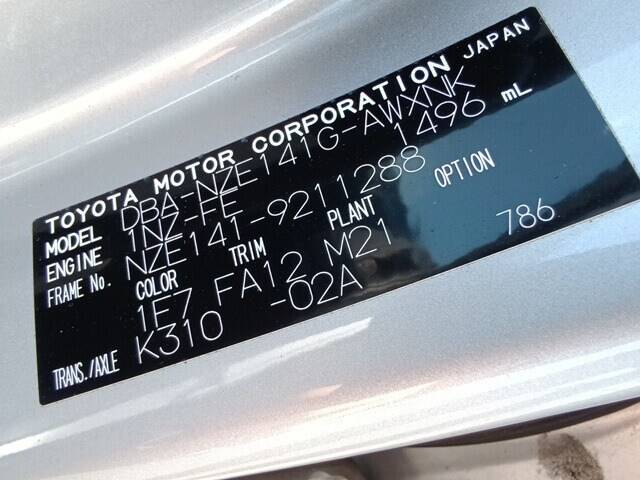 TOYOTA MOTOR CORPORATION JAPAN
MODEL DBA-NZE141G-AWXNK
ENGINE 1NZ-FE 1496 mL
FRAME No. NZE141-9211288
COLOR TRIM PLANT OPTION
1E7 FA12 M21 786
TRANS./AXLE K310 -02A